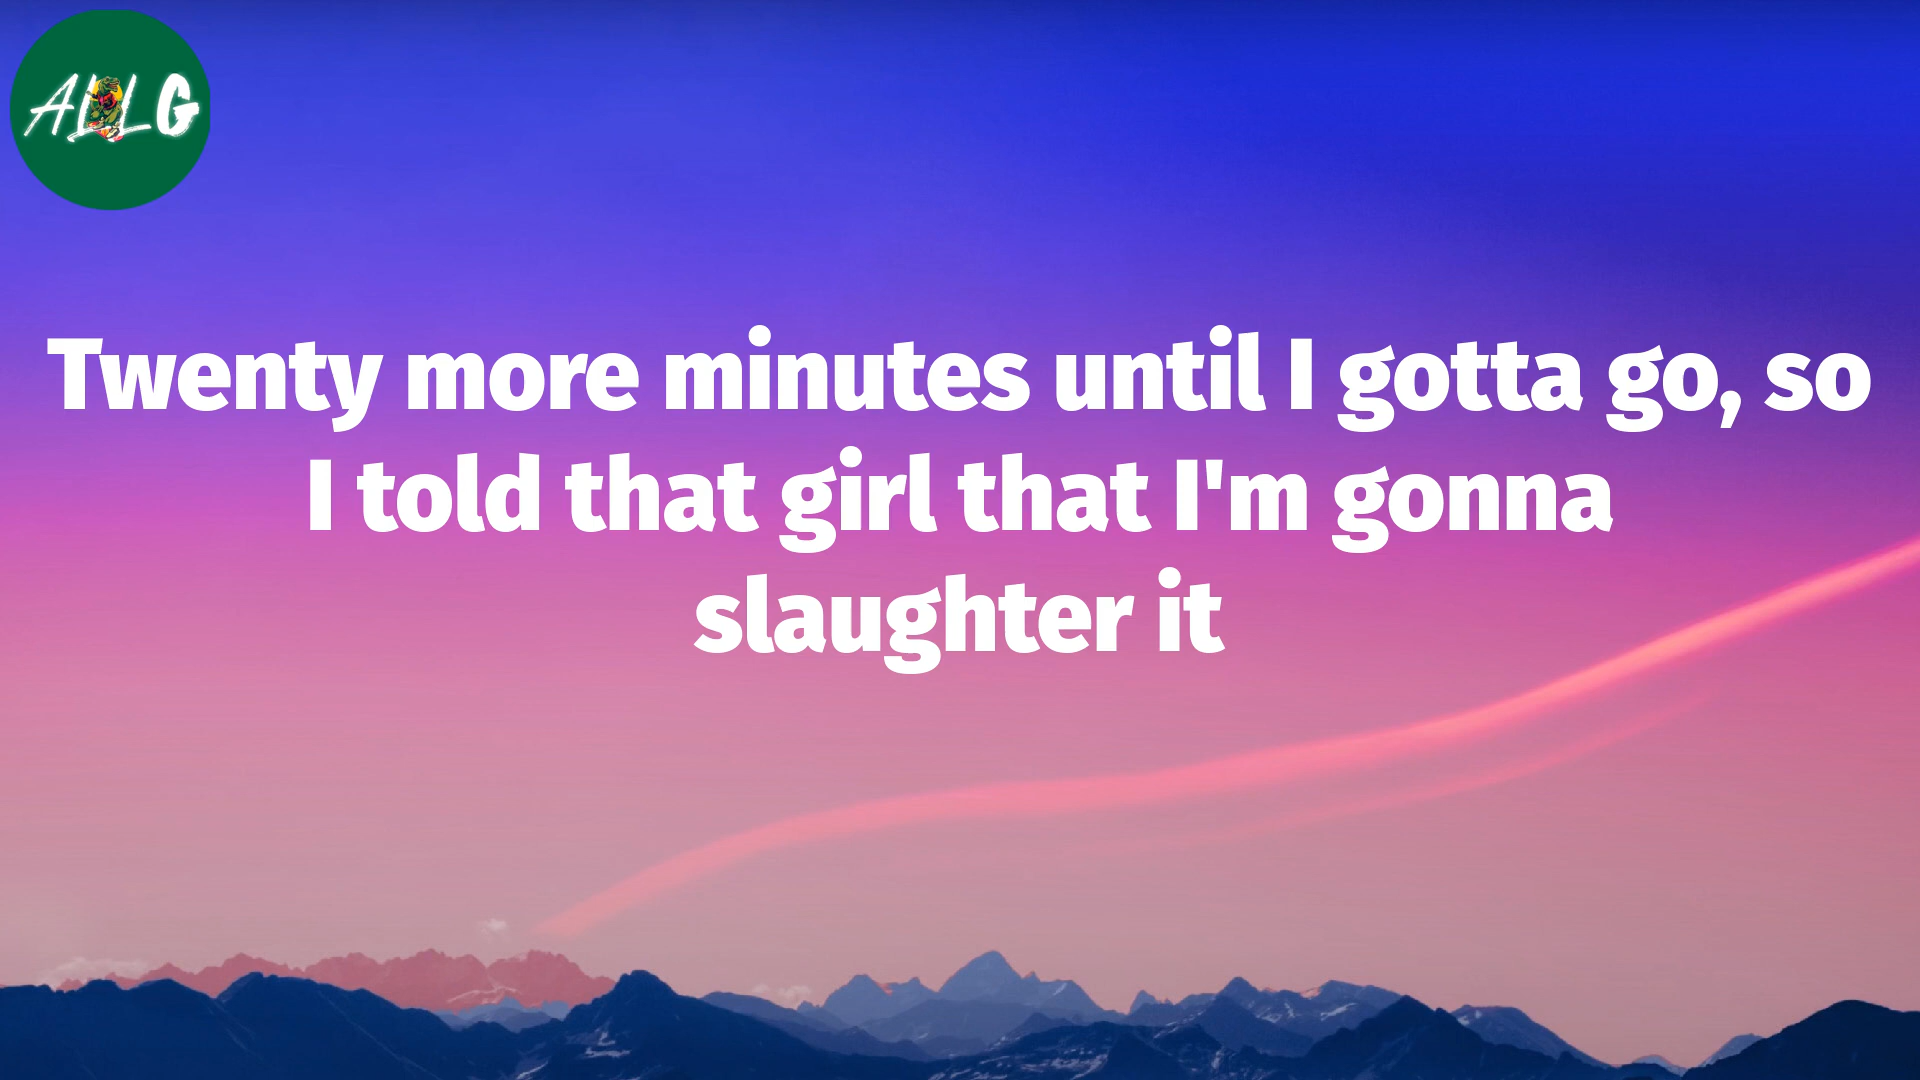 ALLG
Twenty more minutes until I gotta go, so
I told that girl that I'm gonna
slaughter it